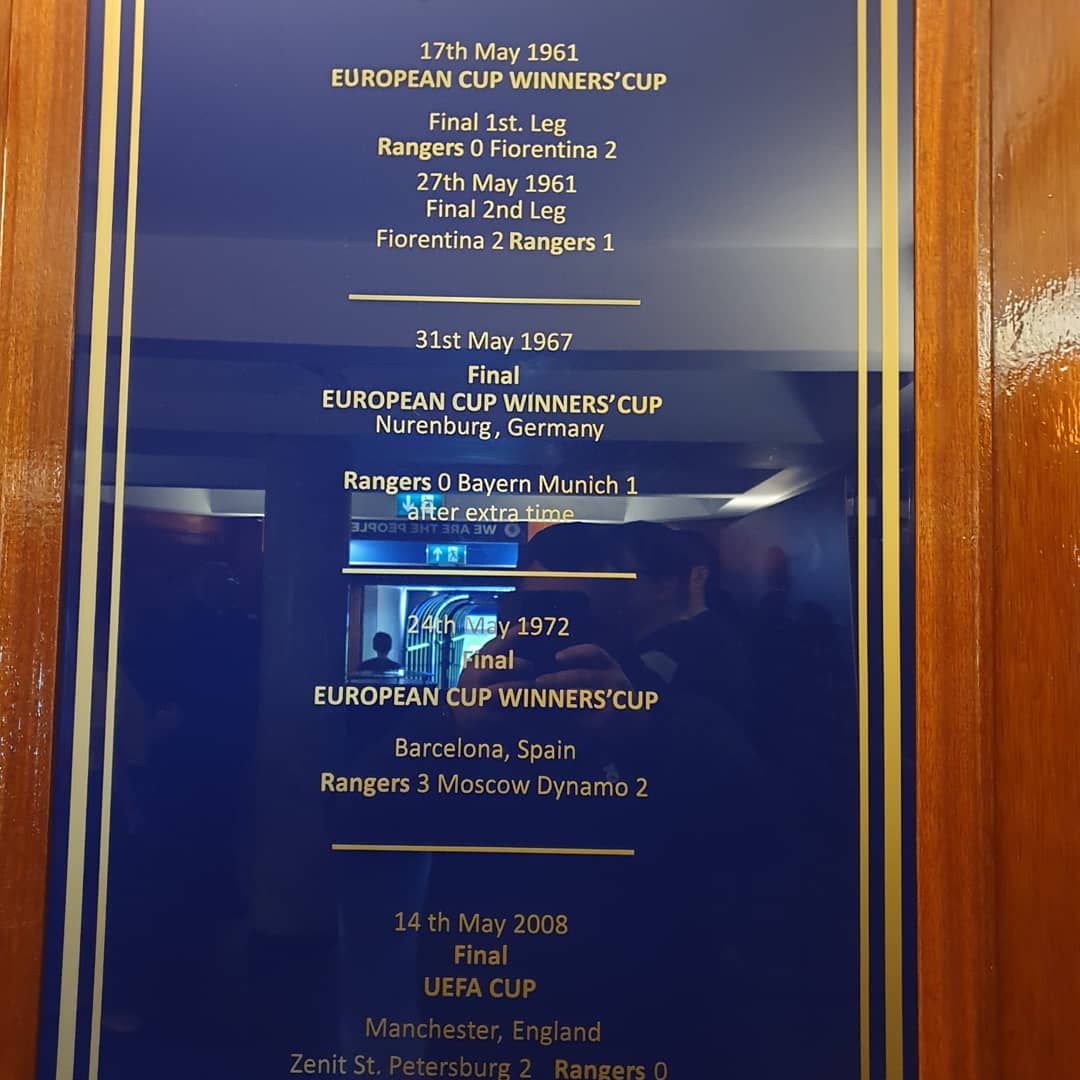 17th May 1961
EUROPEAN CUP WINNERS'CUP
Final 1st. Leg
Rangers 0 Fiorentina 2
27th May 1961
Final 2nd Leg
Fiorentina 2 Rangers 1
31st May 1967
Final
EUROPEAN CUP WINNERS'CUP
Nurenburg, Germany
Rangers 0 Bayern Munich 1
after extra time
WE ARE THE PEOPLE
24th May 1972
Final
EUROPEAN CUP WINNERS'CUP
Barcelona, Spain
Rangers 3 Moscow Dynamo 2
14 th May 2008
Final
UEFA CUP
Manchester, England
Zenit St. Petersburg 2 Rangers 0